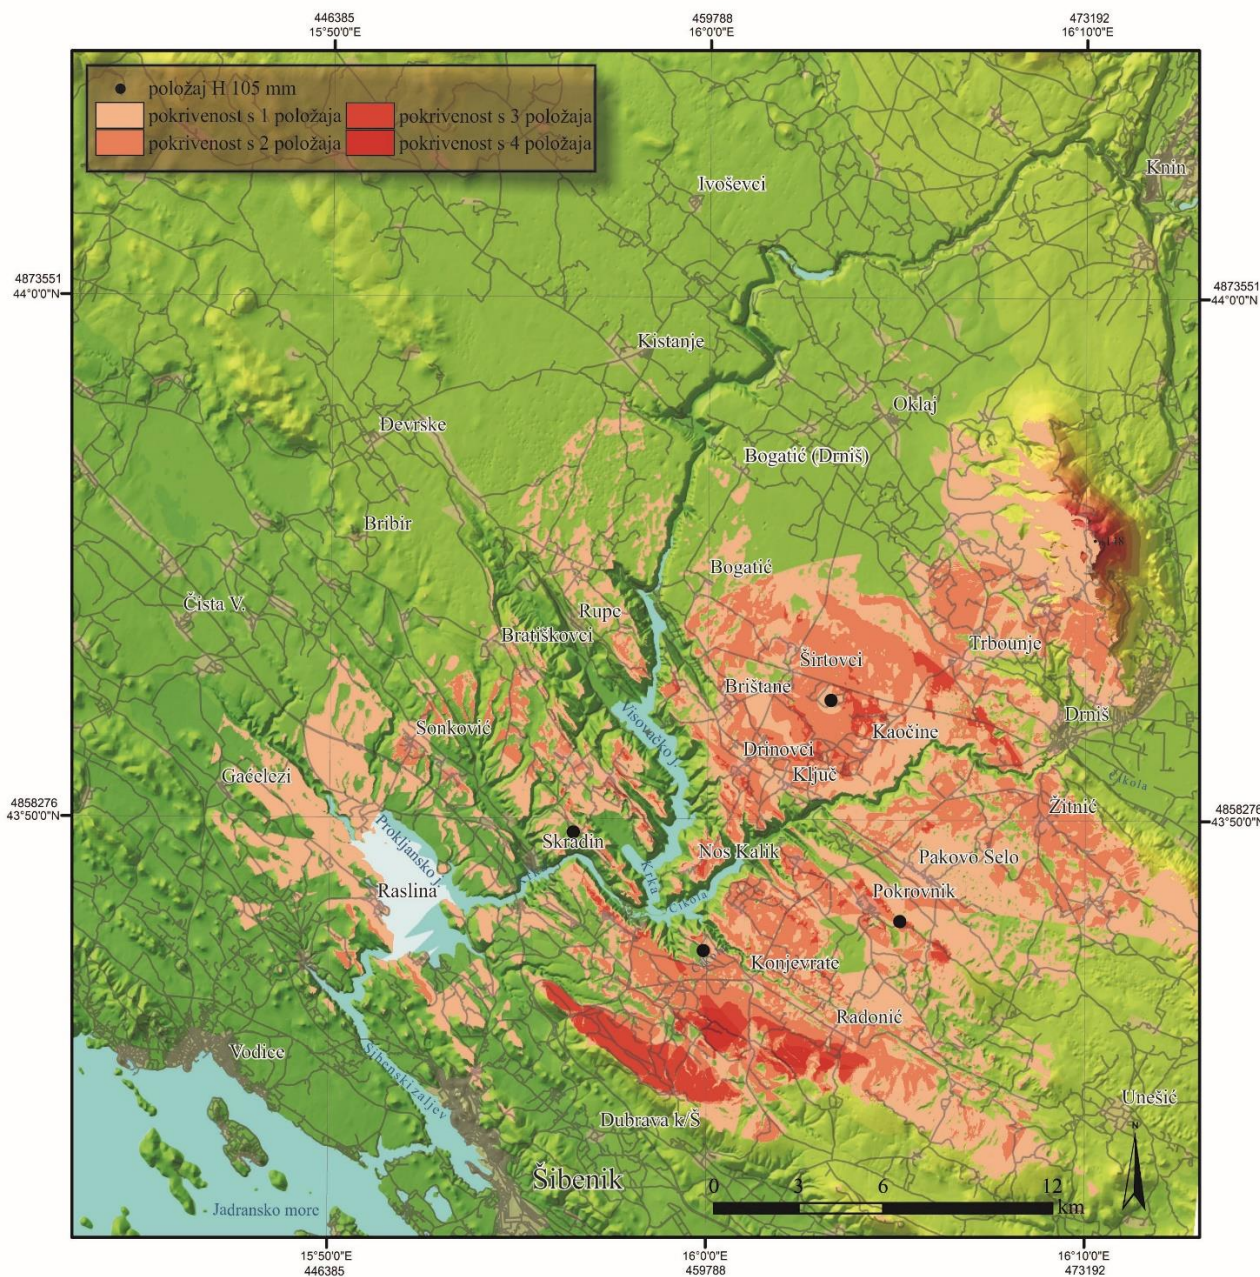 446385
15°50'0"E
459788
16°0'0"E
473192
16°10'0"E
položaj H 105 mm
pokrivenost s 1 položaja
pokrivenost s 3 položaja
pokrivenost s 2 položaja
pokrivenost s 4 položaja
Knin
Ivoševci
4873551
44°0'0"N
4873551
44°0'0"N
Kistanje
Oklaj
Đevrske
Bogatić (Drniš)
Bribir
Bogatić
Čista V.
Rupe
Bratiškovci
Trbounje
Širtovci
Brištane
Visovačko j.
Drniš
Sonković
Kaočine
Drinovci
Ključ
Gaćelezi
Čikola
Žitnić
4858276
43°50'0"N
4858276
43°50'0"N
Prokljansko j.
Skradin
Nos Kalik
Pakovo Selo
Krka
Krka
Raslina
Pokrovnik
Čikola
Konjevrate
Radonić
Vodice
Šibenski zaljev
Unešić
Dubrava k/Š
N
Šibenik
0
3
6
12
km
Jadransko more
15°50'0"E
446385
16°0'0"E
459788
16°10'0"E
473192